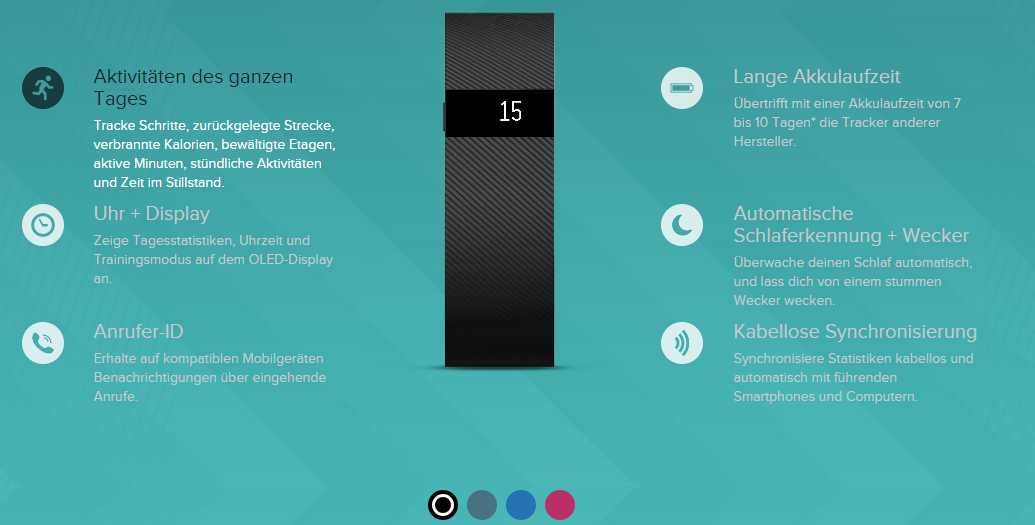 Aktivitäten des ganzen
Tages
Tracke Schritte, zurückgelegte Strecke,
verbrannte Kalorien, bewältigte Etagen,
aktive Minuten, stündliche Aktivitäten
und Zeit im Stillstand.
Uhr + Display
Zeige Tagesstatistiken, Uhrzeit und
Trainingsmodus auf dem OLED-Display
an.
Anrufer-ID
Erhalte auf kompatiblen Mobilgeräten
Benachrichtigungen über eingehende
Anrufe.
15
Lange Akkulaufzeit
Übertrifft mit einer Akkulaufzeit von 7
bis 10 Tagen* die Tracker anderer
Hersteller.
Automatische
Schlaferkennung + Wecker
Überwache deinen Schlaf automatisch,
und lass dich von einem stummen
Wecker wecken.
Kabellose Synchronisierung
Synchronisiere Statistiken kabellos und
automatisch mit führenden
Smartphones und Computern.